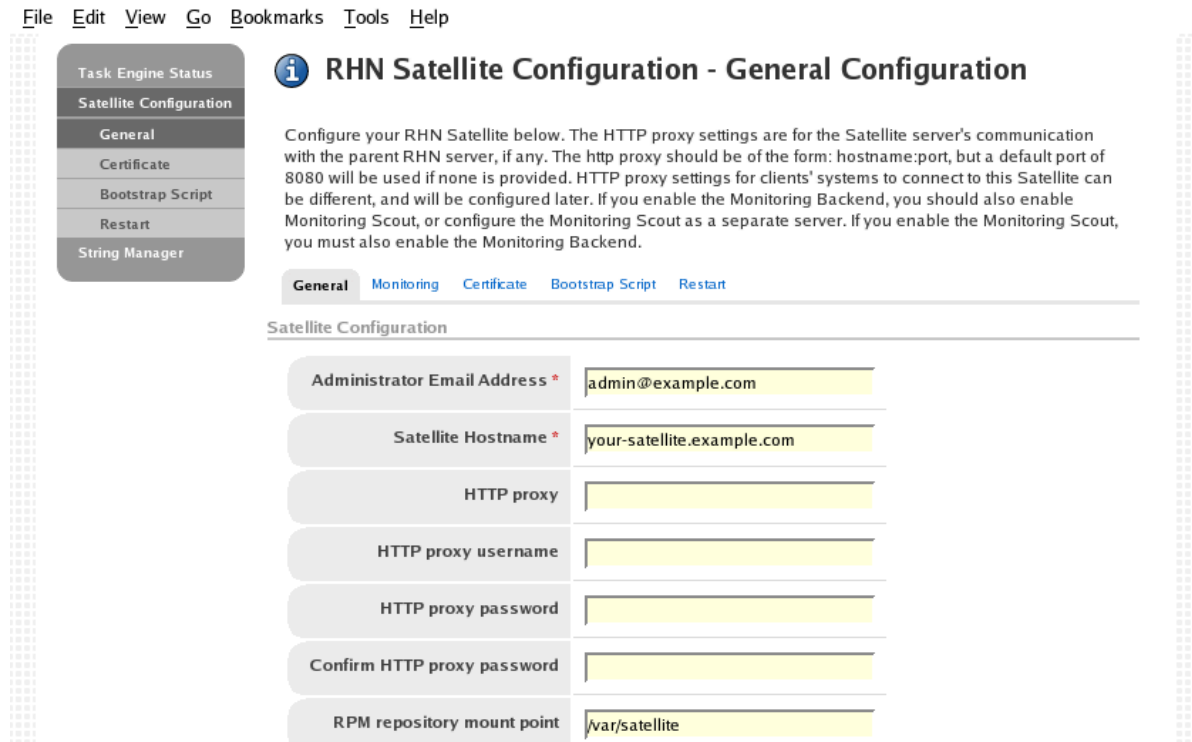 File Edit View Go Bookmarks Tools Help
Task Engine Status
Satellite Configuration
General
Certificate
Bootstrap Script
Restart
String Manager
RHN Satellite Configuration - General Configuration
Configure your RHN Satellite below. The HTTP proxy settings are for the Satellite server's communication
with the parent RHN server, if any. The http proxy should be of the form: hostname:port, but a default port of
8080 will be used if none is provided. HTTP proxy settings for clients' systems to connect to this Satellite can
be different, and will be configured later. If you enable the Monitoring Backend, you should also enable
Monitoring Scout, or configure the Monitoring Scout as a separate server. If you enable the Monitoring Scout,
you must also enable the Monitoring Backend.
General Monitoring Certificate Bootstrap Script Restart
Satellite Configuration
Administrator Email Address * admin@example.com
Satellite Hostname * your-satellite.example.com
HTTP proxy
HTTP proxy username
HTTP proxy password
Confirm HTTP proxy password
RPM repository mount point /var/satellite